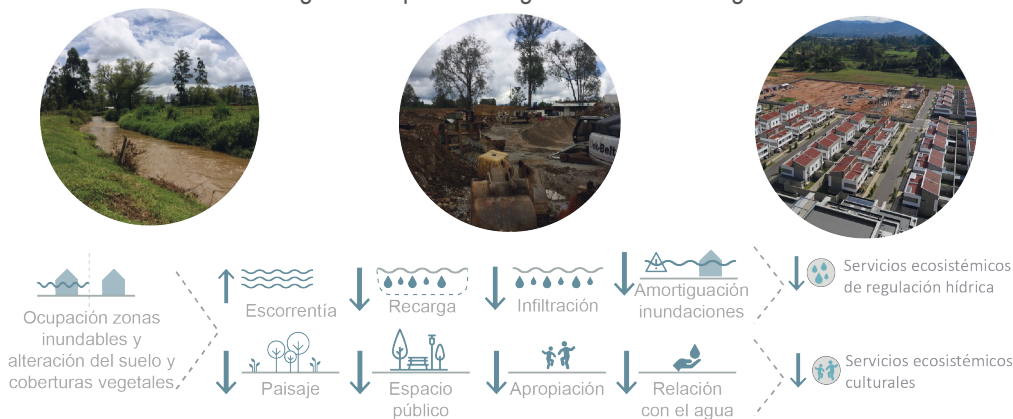 Ocupación zonas
inundables y
alteración del suelo y
coberturas vegetales.
Escorrentía
Recarga
Infiltración
Amortiguación
inundaciones
Servicios ecosistémicos
de regulación hídrica
Paisaje
Espacio
público
Apropiación
Relación
con el agua
Servicios ecosistémicos
culturales